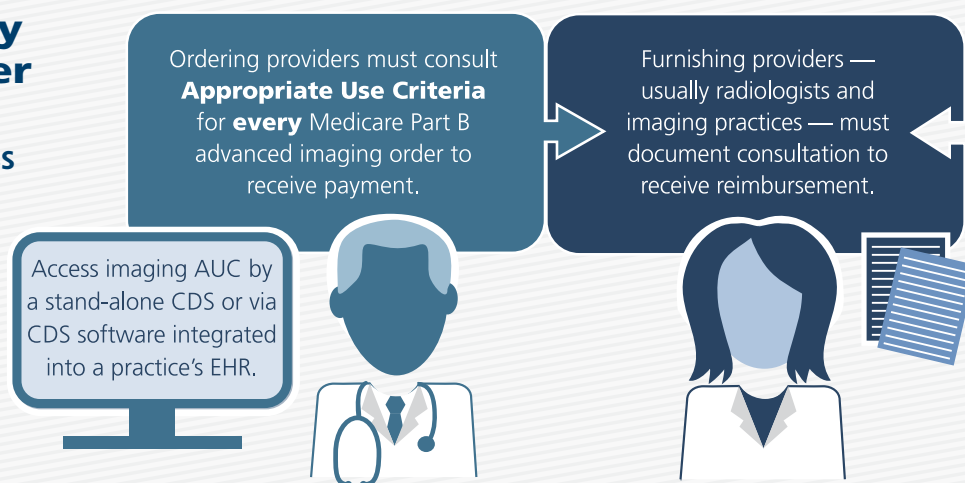 Ordering providers must consult
Appropriate Use Criteria
for every Medicare Part B
advanced imaging order to
receive payment.
Furnishing providers —
usually radiologists and
imaging practices — must
document consultation to
receive reimbursement.
Access imaging AUC by
a stand-alone CDS or via
CDS software integrated
into a practice's EHR.